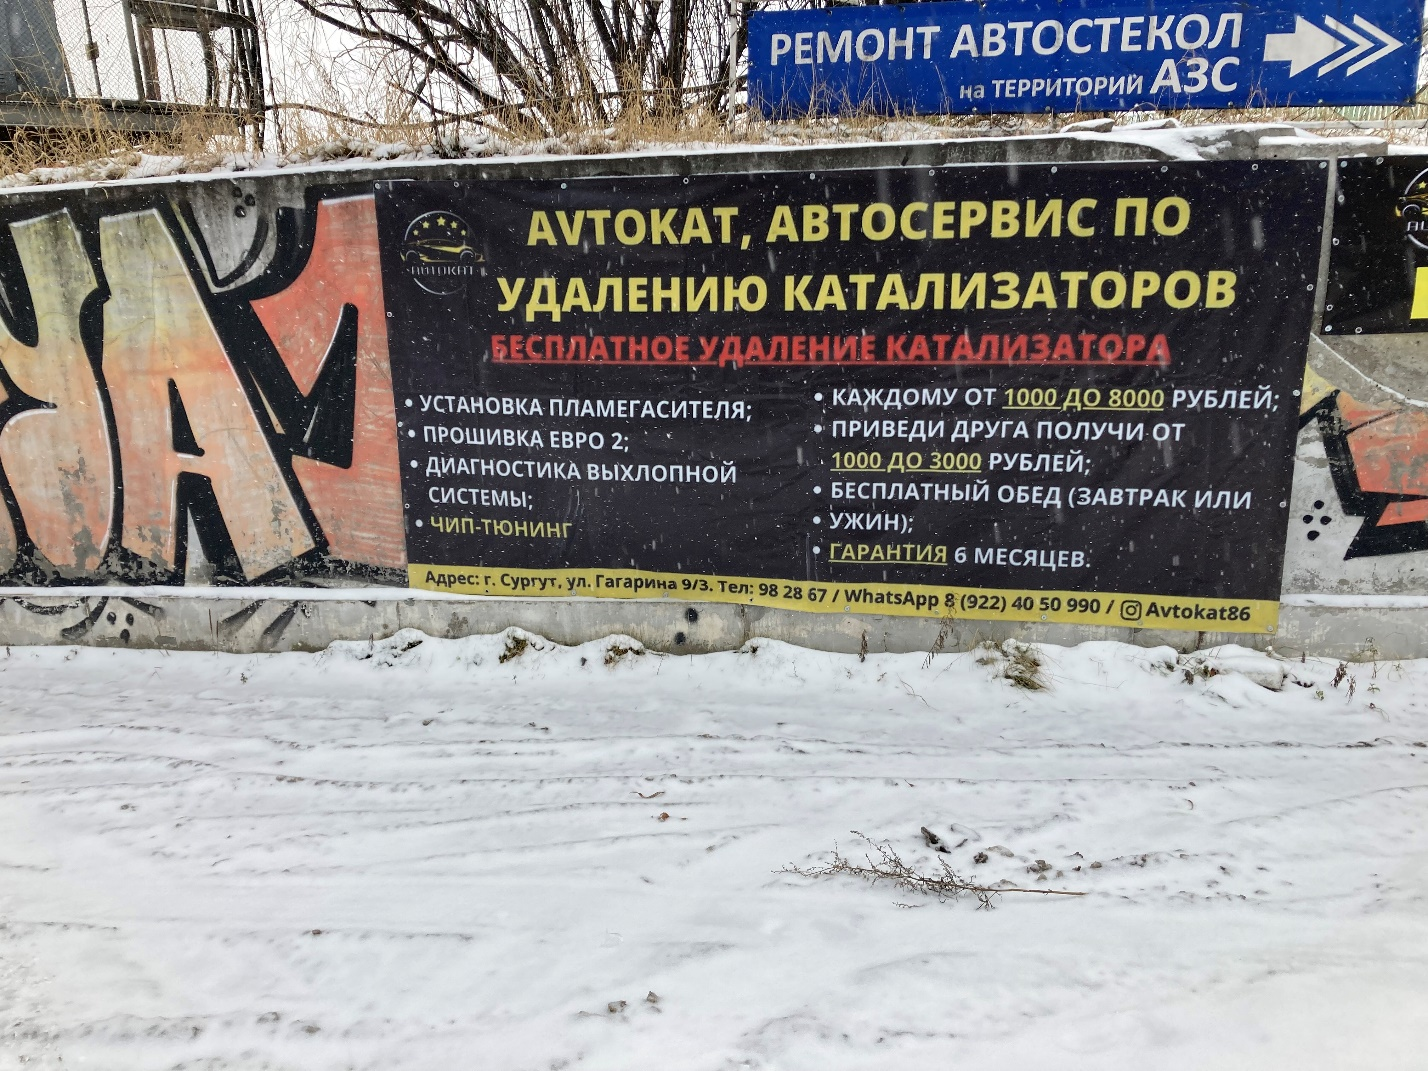 РЕМОНТ АВТОСТЕКОЛ
на ТЕРРИТОРИЙ АЗС
AVТОКАТ, АВТОСЕРВИС ПО
УДАЛЕНИЮ КАТАЛИЗАТОРОВ
БЕСПЛАТНОЕ УДАЛЕНИЕ КАТАЛИЗАТОРА
• УСТАНОВКА ПЛАМЕГАСИТЕЛЯ;
• ПРОШИВКА ЕВРО 2;
• ДИАГНОСТИКА ВЫХЛОПНОЙ
СИСТЕМЫ;
• ЧИП-ТЮНИНГ
• КАЖДОМУ ОТ 1000 ДО 8000 РУБЛЕЙ;
• ПРИВЕДИ ДРУГА ПОЛУЧИ ОТ
1000 ДО 3000 РУБЛЕЙ;
• БЕСПЛАТНЫЙ ОБЕД (ЗАВТРАК ИЛИ
• УЖИН);
• ГАРАНТИЯ 6 МЕСЯЦЕВ.
Адрес: г. Сургут, ул. Гагарина 9/3. Тел: 98 28 67 / WhatsApp 8 (922) 40 50 990 / Avtokat86